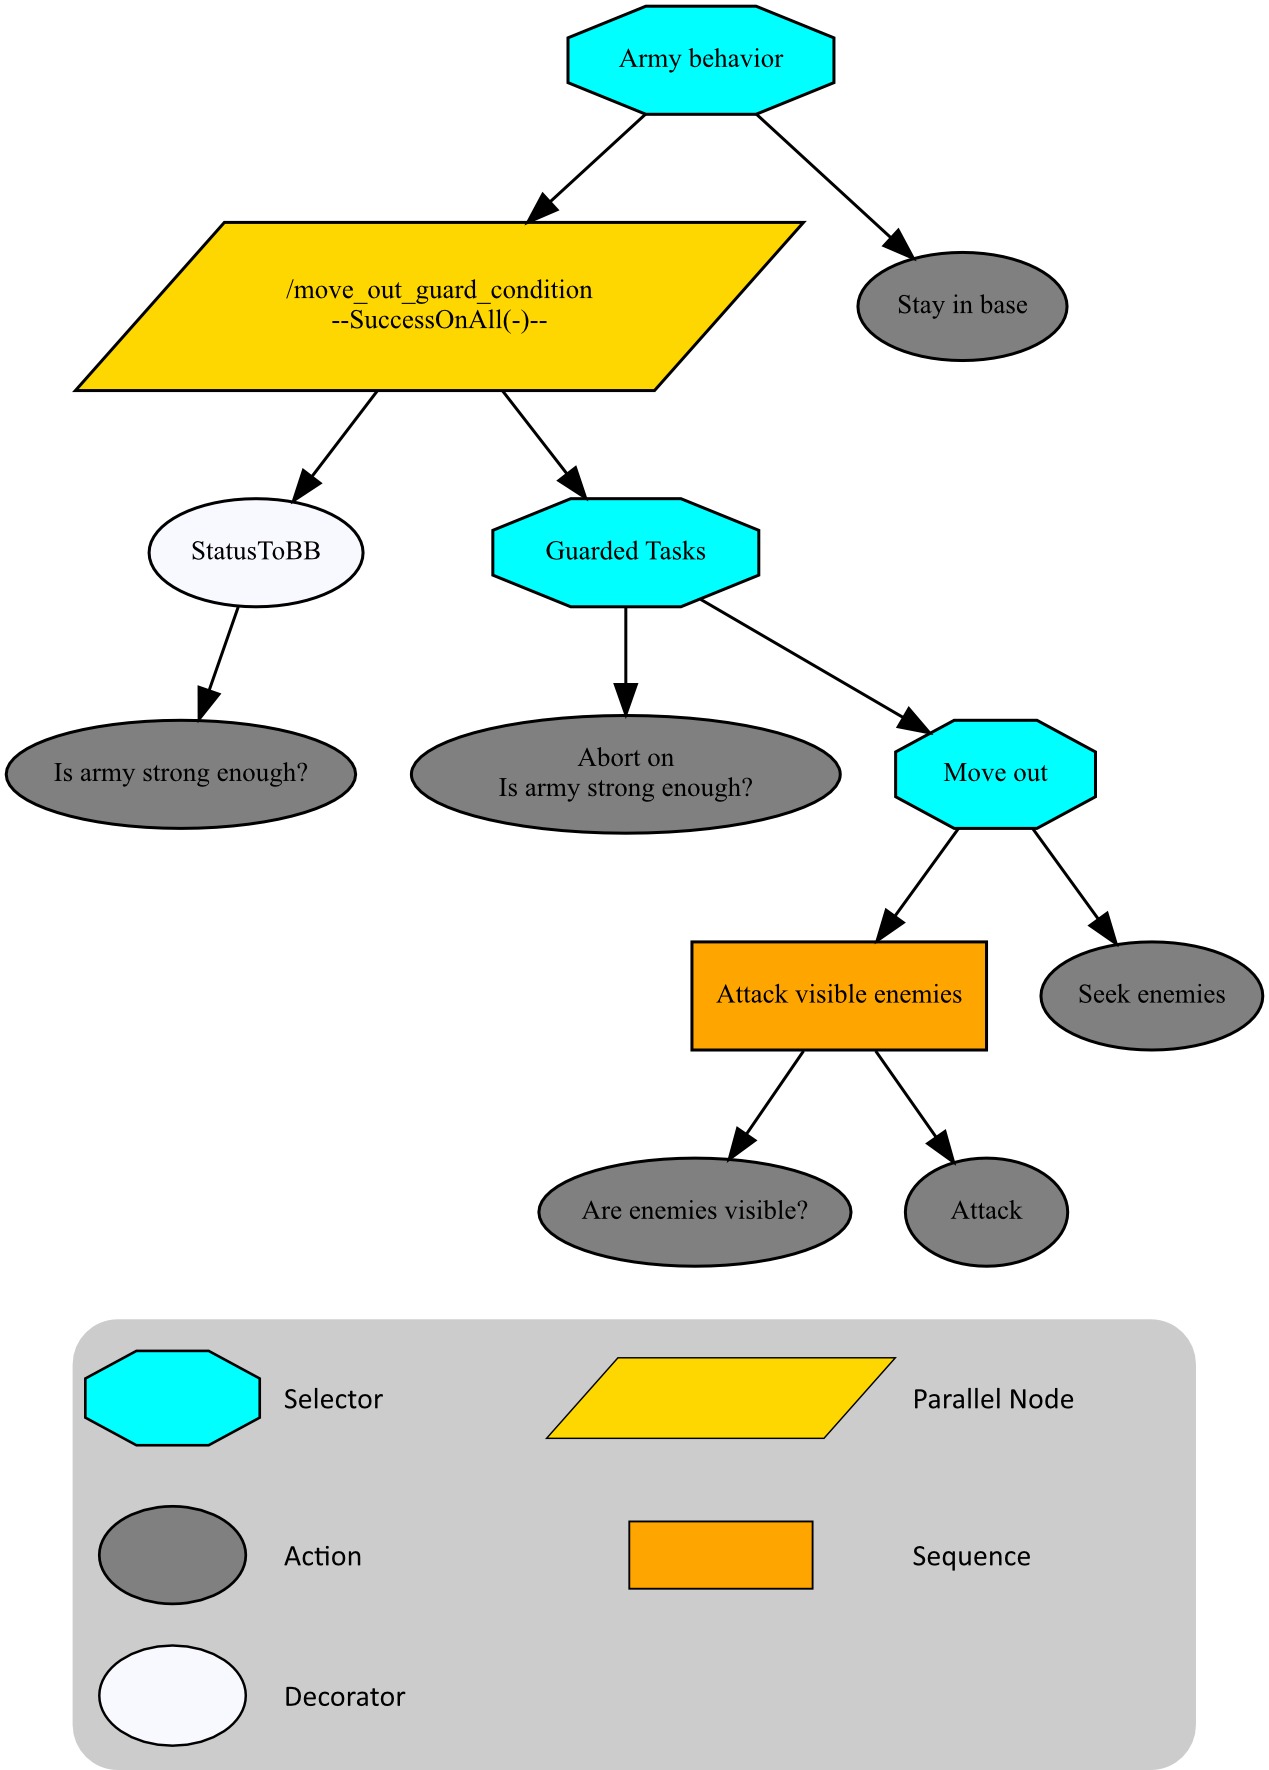 Army behavior
/move_out_guard_condition
--SuccessOnAll(-)--
Stay in base
StatusToBB
Guarded Tasks
Is army strong enough?
Abort on
Is army strong enough?
Move out
Attack visible enemies
Seek enemies
Are enemies visible?
Attack
Selector
Parallel Node
Action
Sequence
Decorator